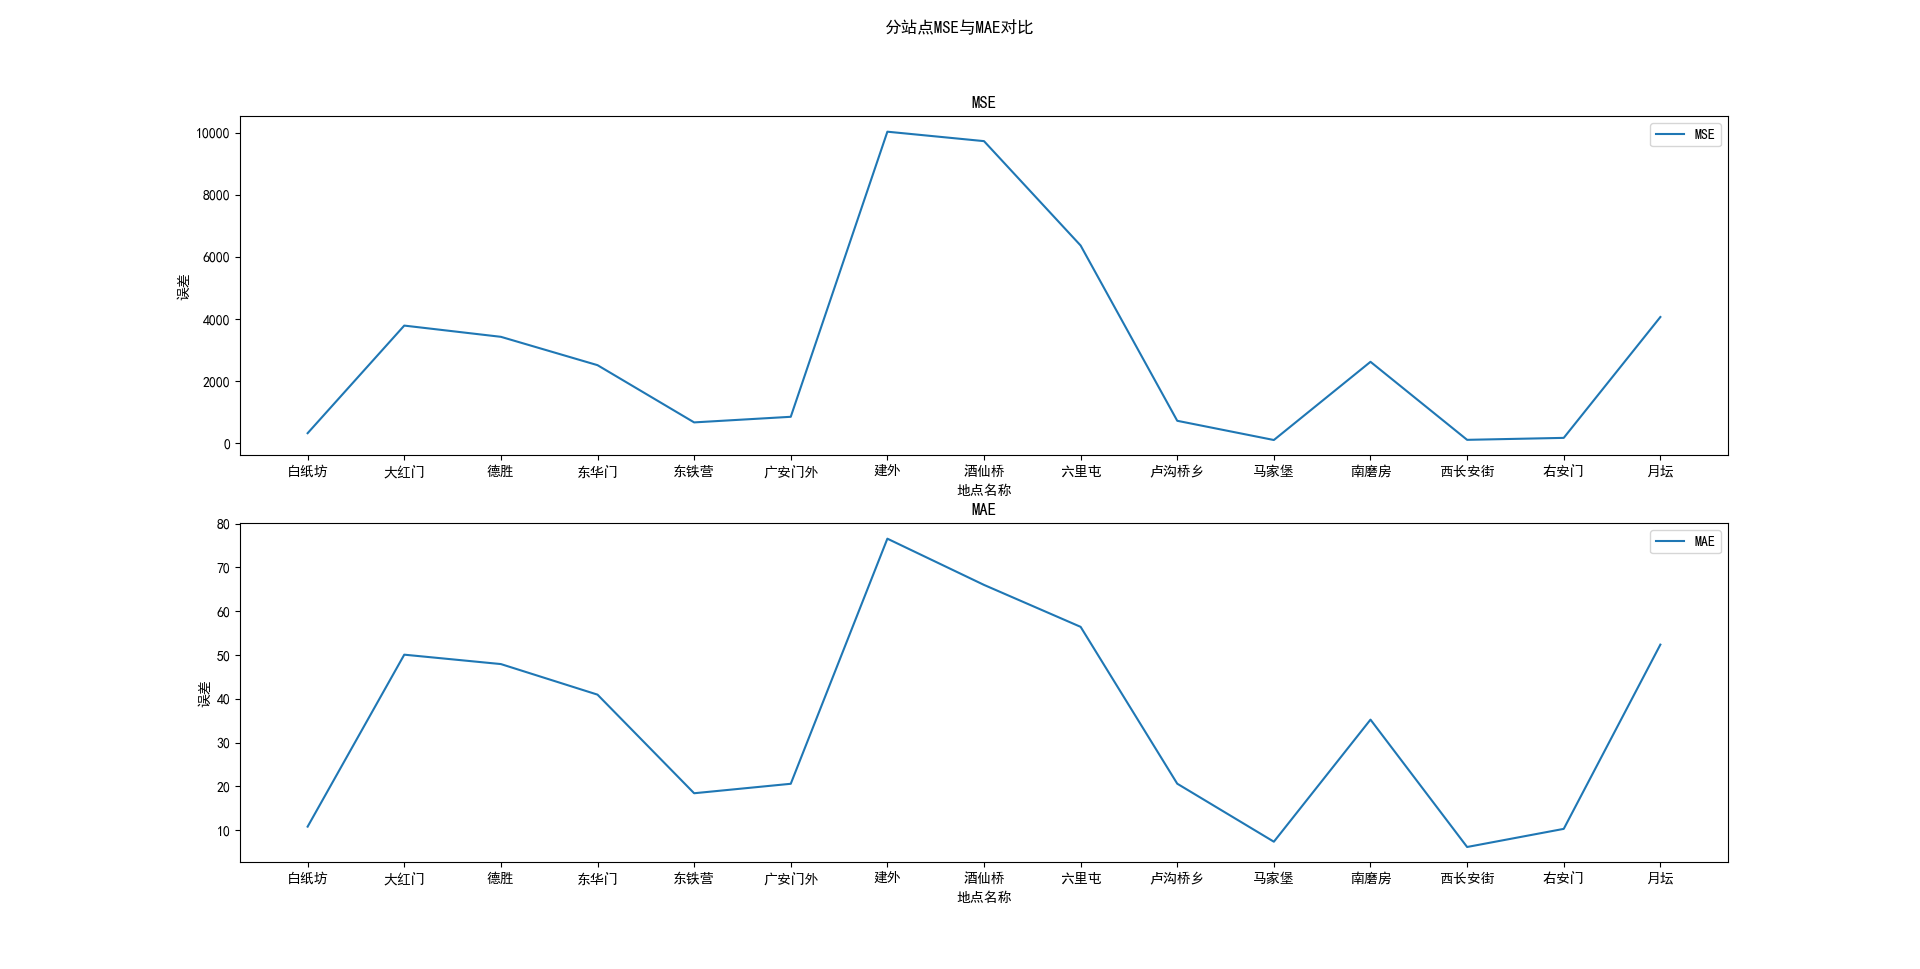 分站点MSE与MAE对比
MSE
MSE
10000
8000
6000
4000
2000
0
误差
白纸坊 大红门 德胜 东华门 东铁营 广安门外 建外 酒仙桥 六里屯 卢沟桥乡 马家堡 南磨房 西长安街 右安门 月坛
地点名称
MAE
MAE
80
70
60
50
40
30
20
10
误差
白纸坊 大红门 德胜 东华门 东铁营 广安门外 建外 酒仙桥 六里屯 卢沟桥乡 马家堡 南磨房 西长安街 右安门 月坛
地点名称